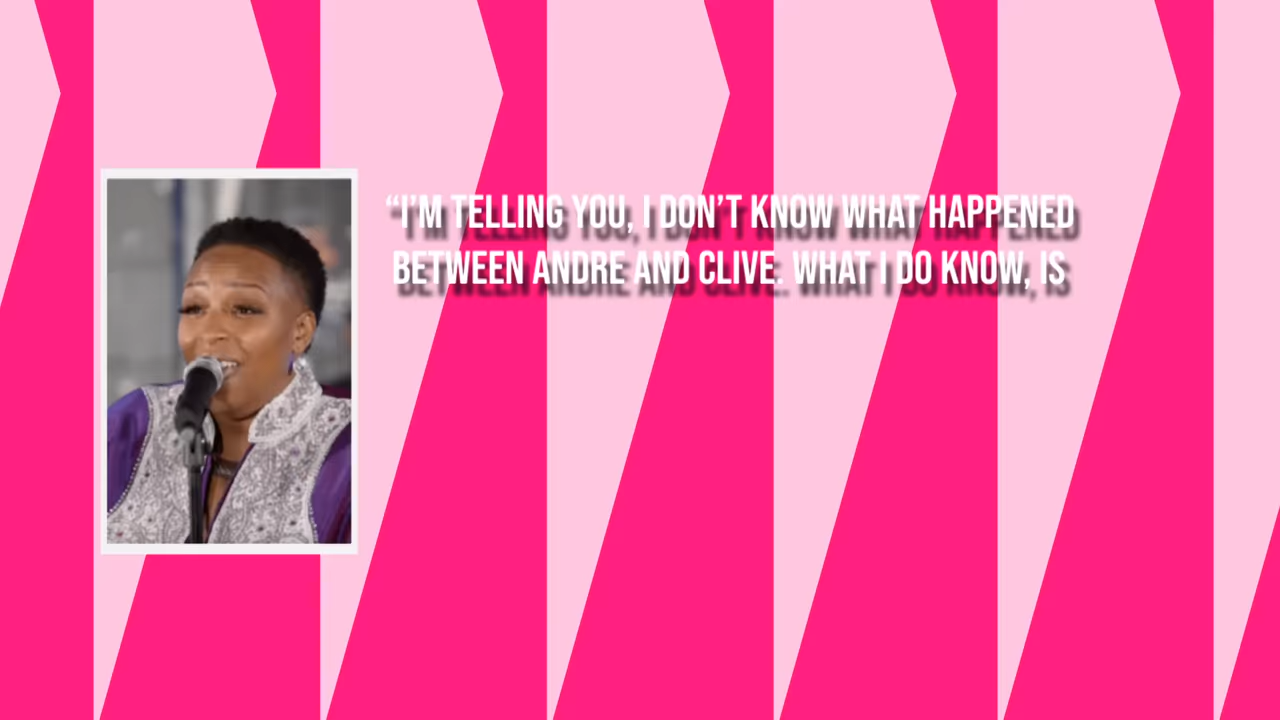 “I’M TELLING YOU, I DON’T KNOW WHAT HAPPENED
BETWEEN ANDRE AND CLIVE. WHAT I DO KNOW, IS